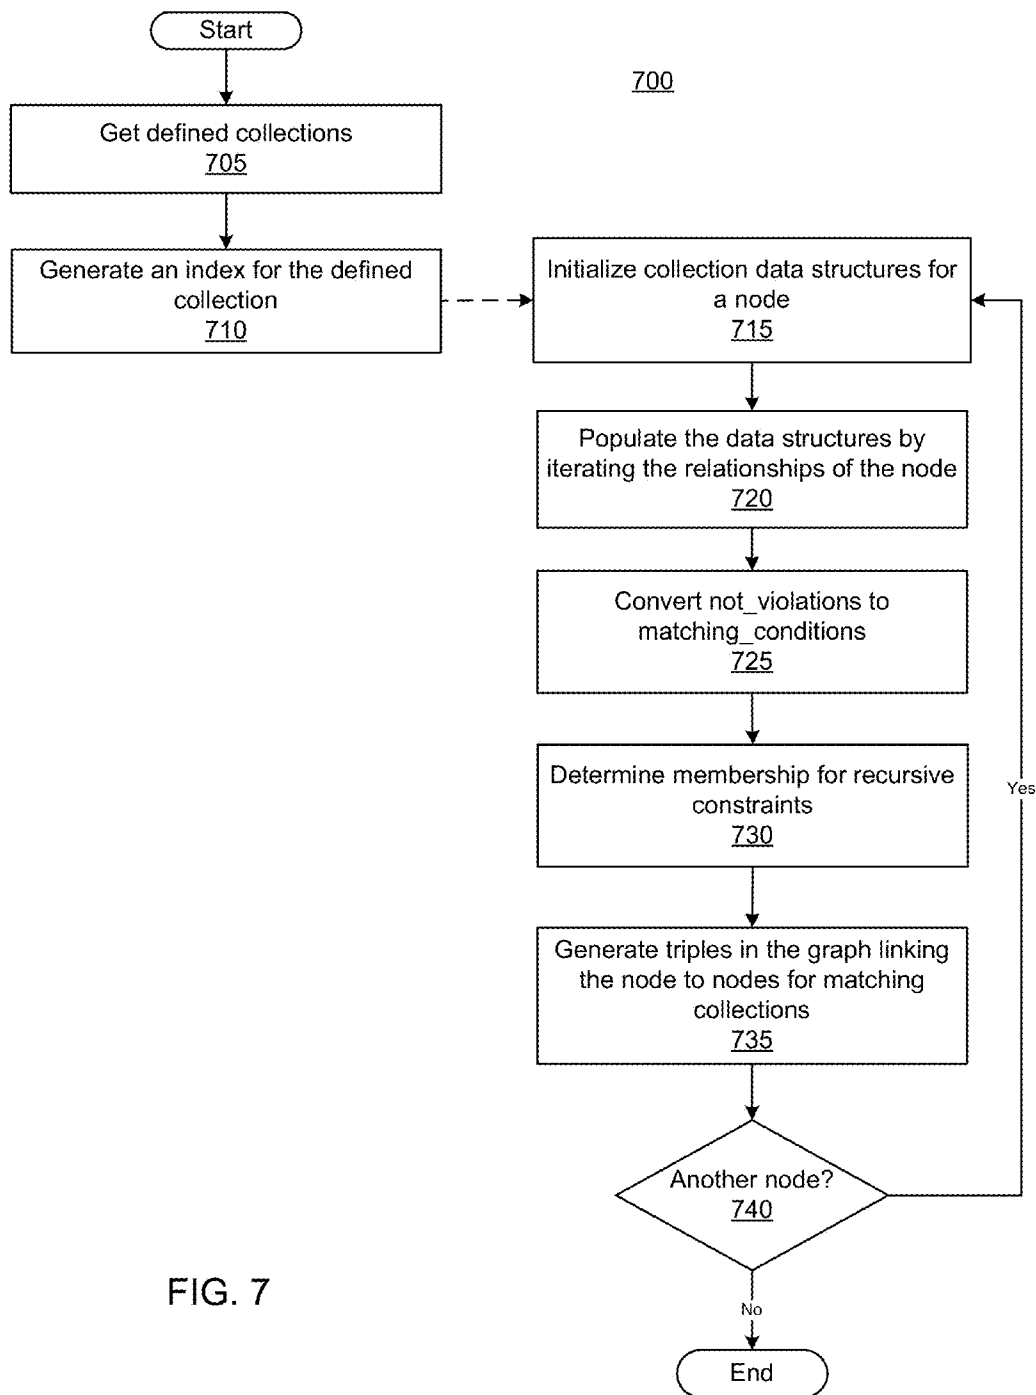 Start
700
Get defined collections
705
Generate an index for the defined
collection
710
Initialize collection data structures for
a node
715
Populate the data structures by
iterating the relationships of the node
720
Convert not_violations to
matching_conditions
725
Determine membership for recursive
constraints
730
Yes
Generate triples in the graph linking
the node to nodes for matching
collections
735
Another node?
740
FIG. 7
No
End